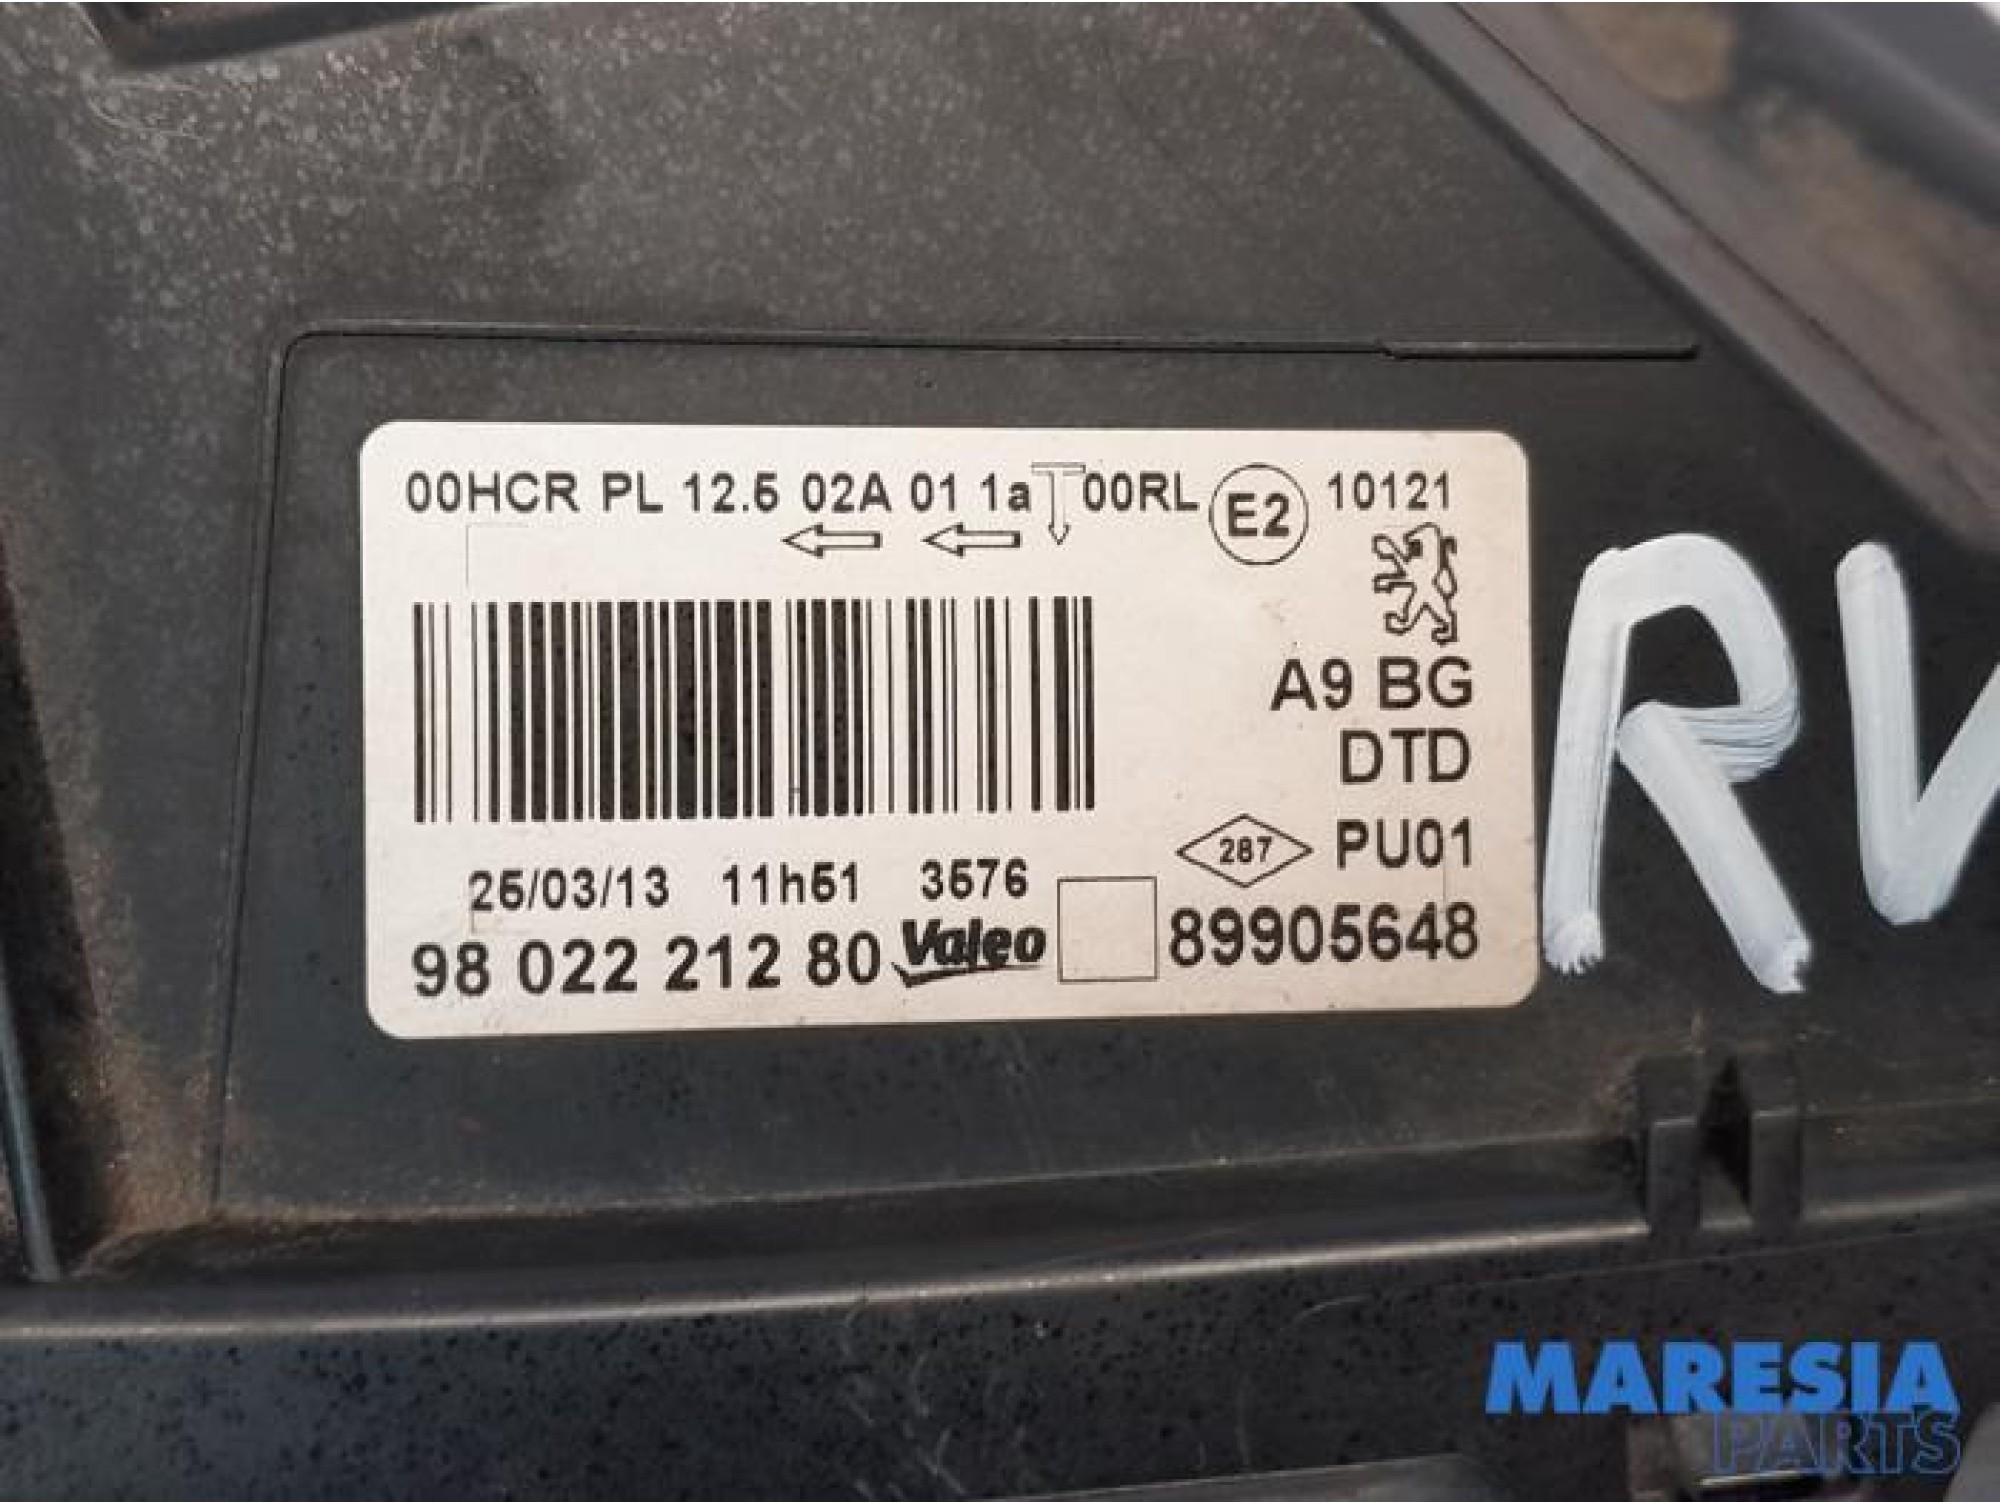 00HCR PL 12.5 02A 01 1a 00RL E2 10121
A9 BG
DTD
287 PU01
25/03/13 11h51 3576
98 022 212 80 Valeo 89905648
RV
MARESIA
PARTS